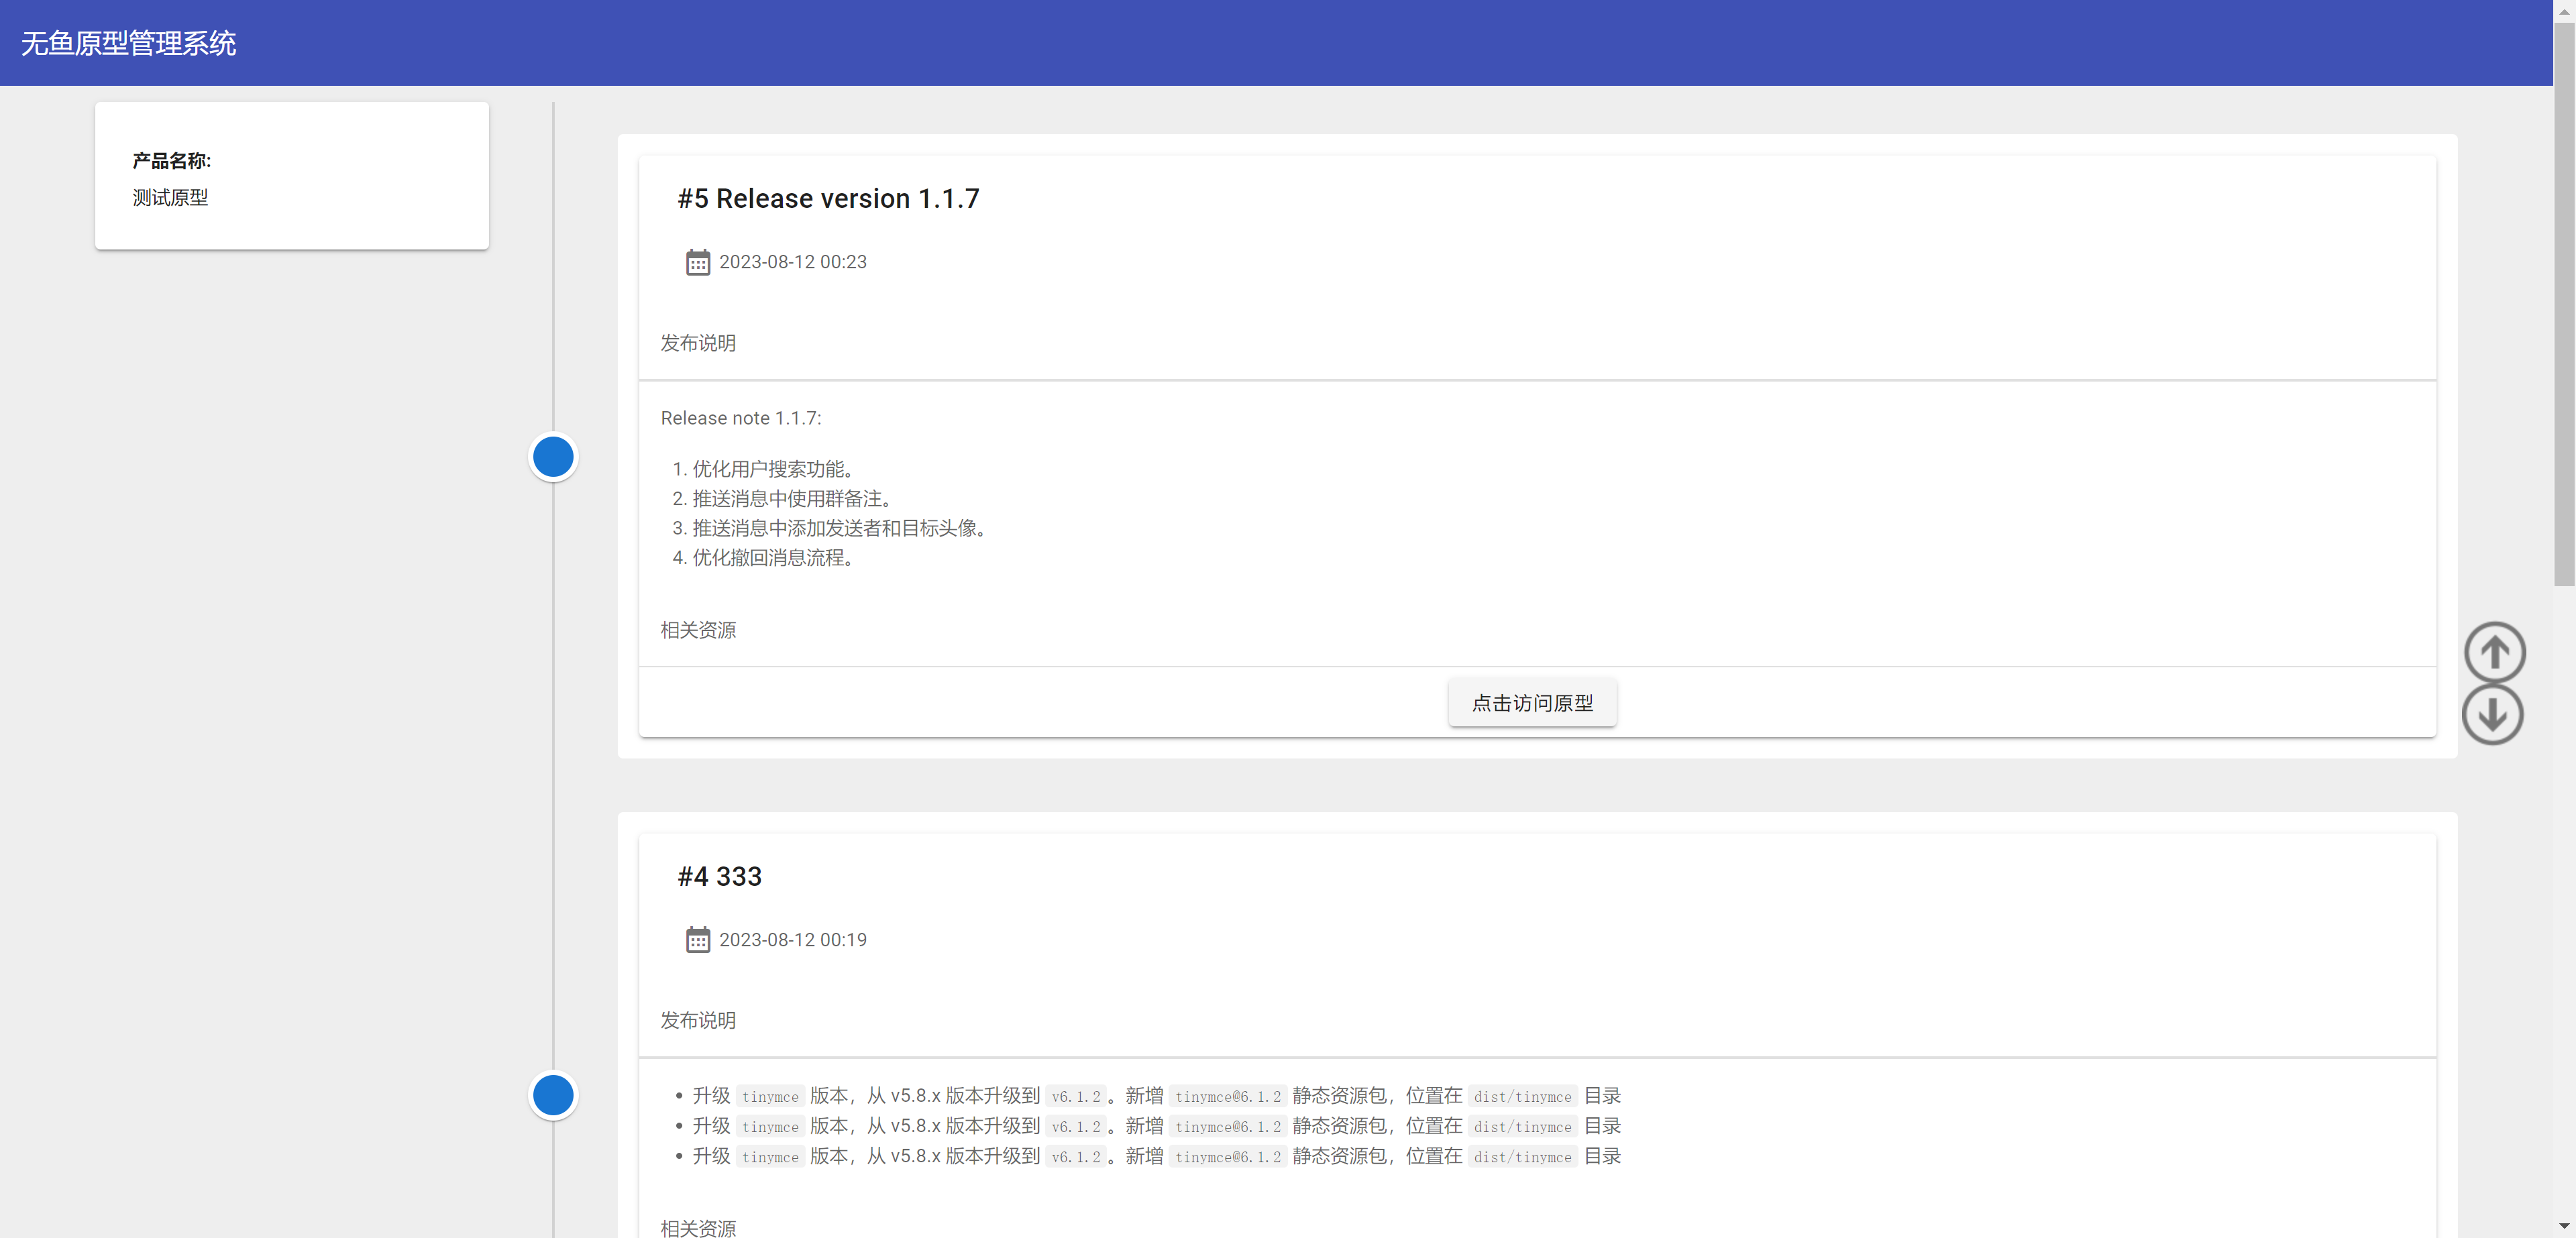 无鱼原型管理系统
产品名称:
测试原型
#5 Release version 1.1.7
2023-08-12 00:23
发布说明
Release note 1.1.7:
1. 优化用户搜索功能。
2. 推送消息中使用群备注。
3. 推送消息中添加发送者和目标头像。
4. 优化撤回消息流程。
相关资源
点击访问原型
#4 333
2023-08-12 00:19
发布说明
• 升级 tinymce 版本，从 v5.8.x 版本升级到 v6.1.2 。新增 tinymce@6.1.2 静态资源包，位置在 dist/tinymce 目录
• 升级 tinymce 版本，从 v5.8.x 版本升级到 v6.1.2 。新增 tinymce@6.1.2 静态资源包，位置在 dist/tinymce 目录
• 升级 tinymce 版本，从 v5.8.x 版本升级到 v6.1.2 。新增 tinymce@6.1.2 静态资源包，位置在 dist/tinymce 目录
相关资源